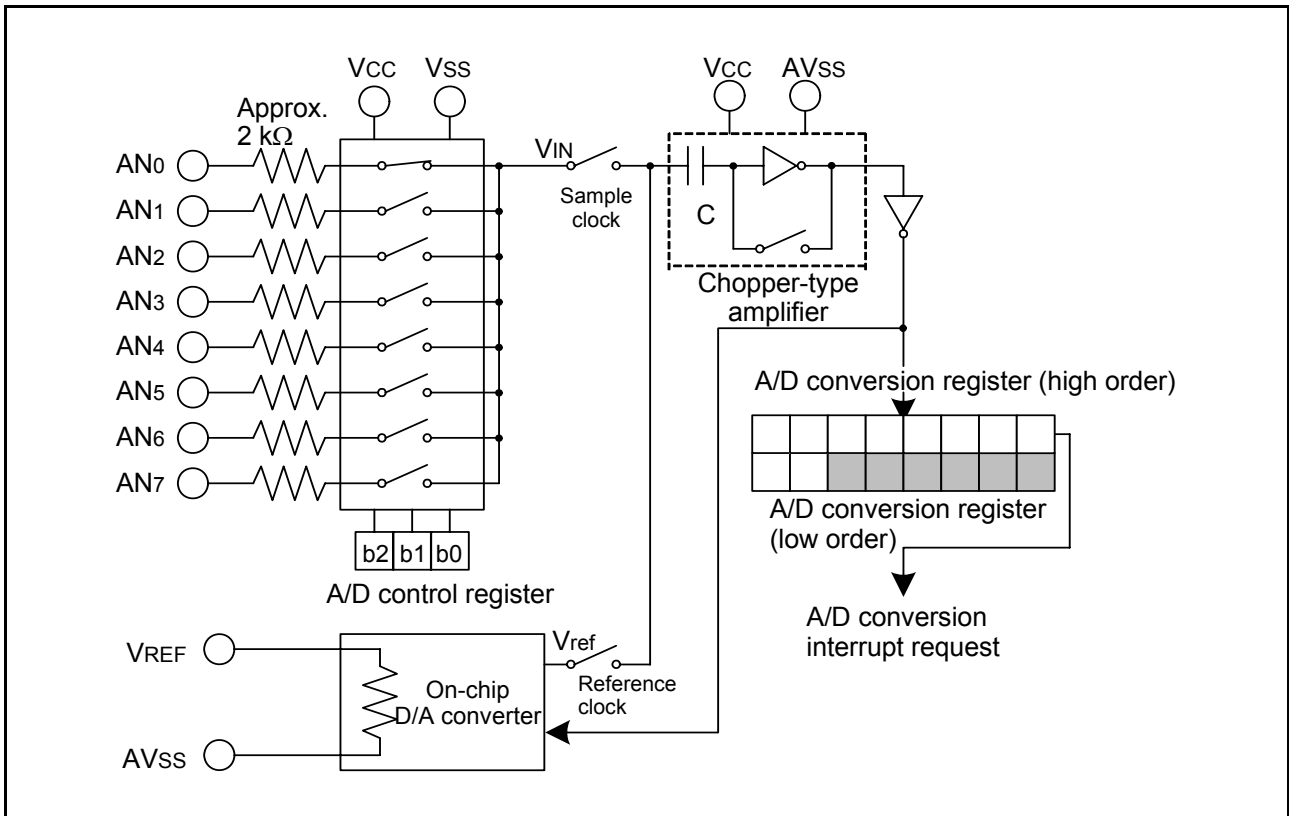 VCC
VSS
VCC
AVSS
Approx.
2 kΩ
AN0
AN1
AN2
AN3
AN4
AN5
AN6
AN7
VIN
Sample
clock
C
Chopper-type
amplifier
A/D conversion register (high order)
A/D conversion register
(low order)
b2 b1 b0
A/D control register
A/D conversion
interrupt request
VREF
Vref
On-chip
D/A converter
Reference
clock
AVSS